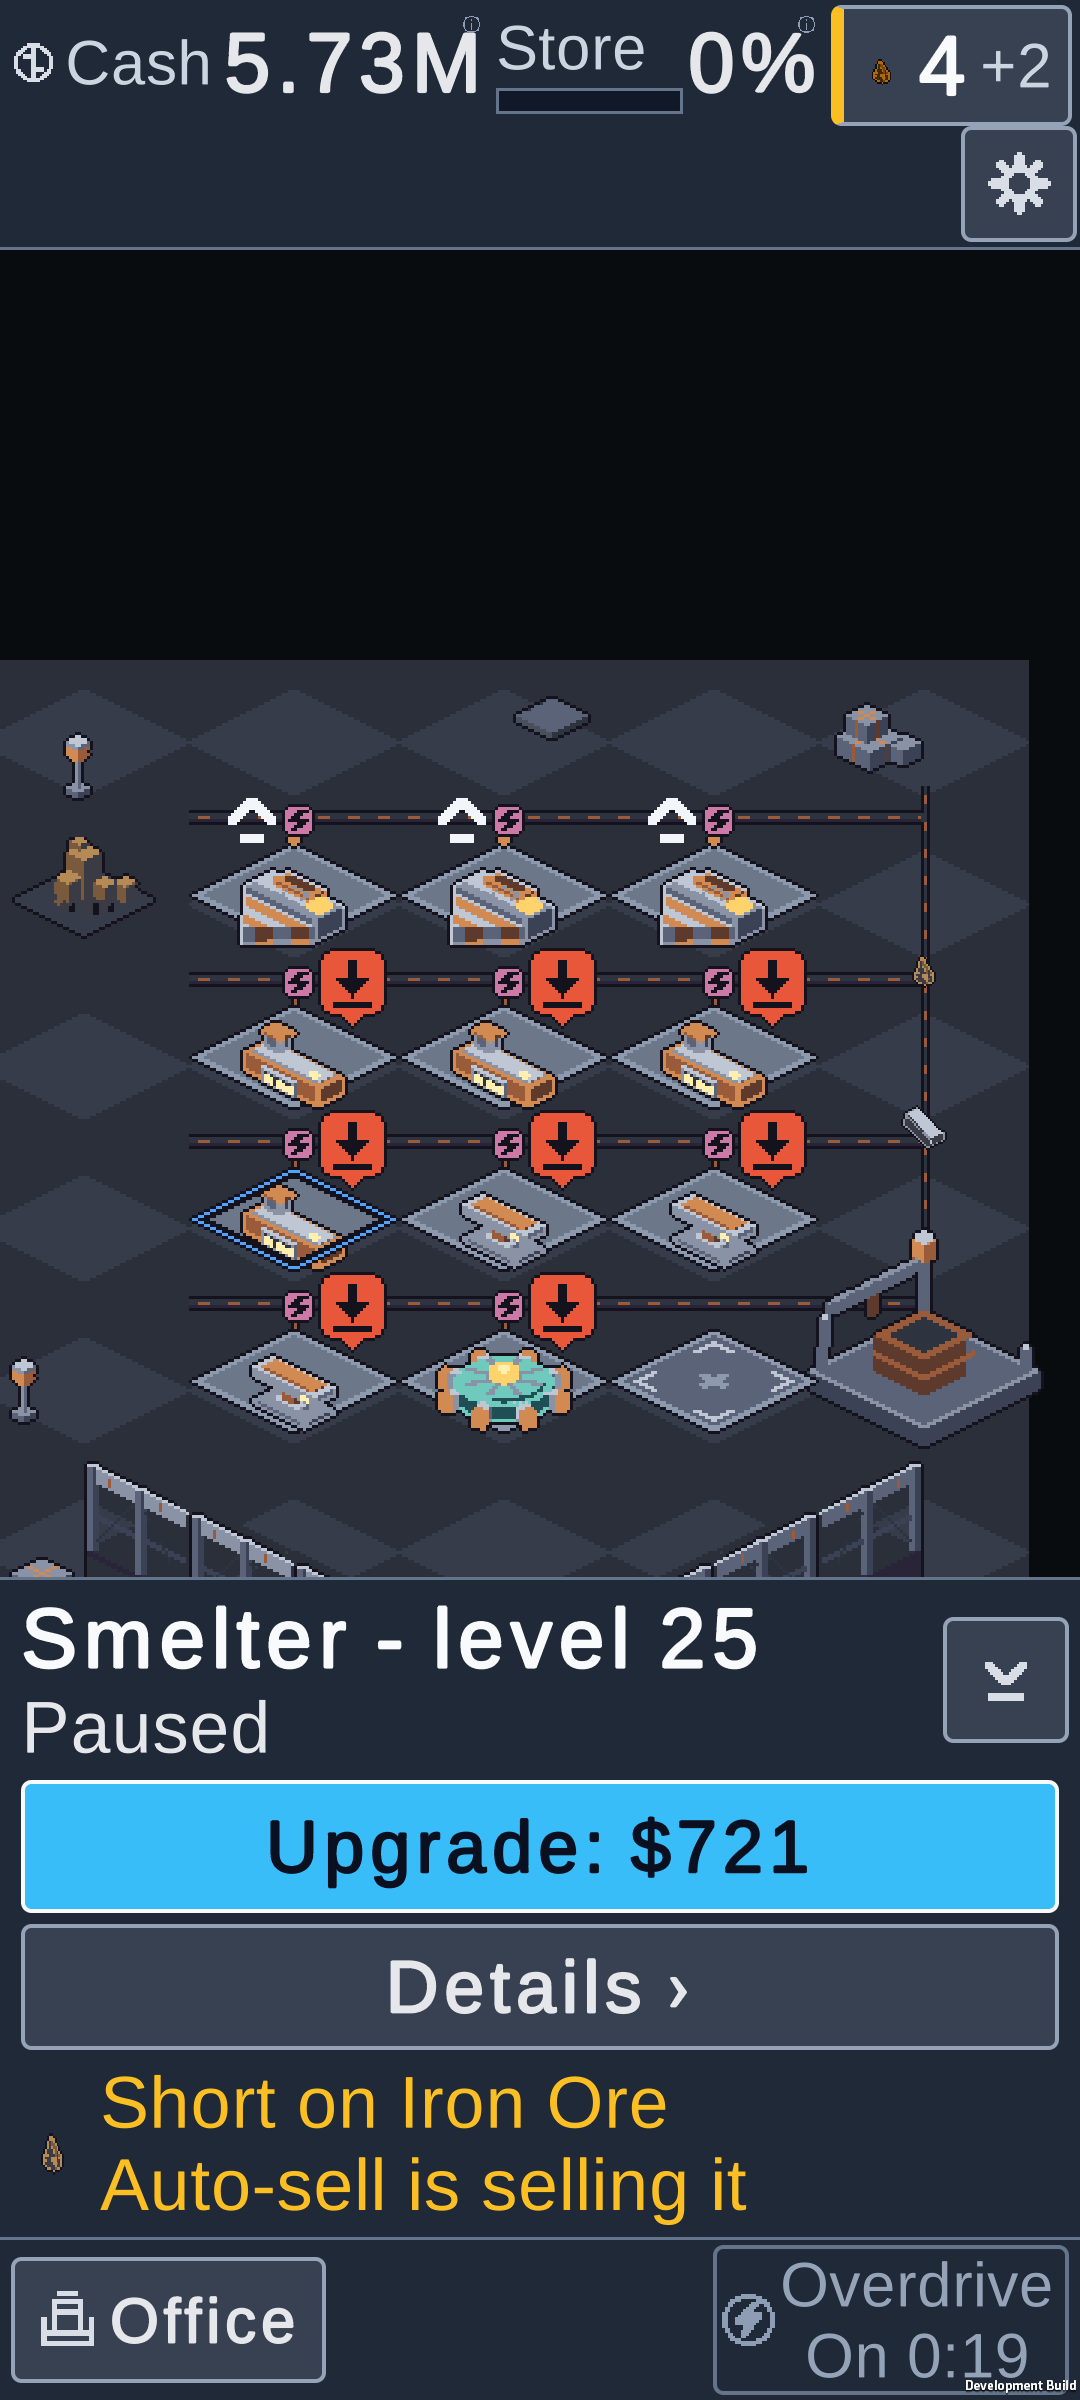 Cash 5.73M Store 0% 4 +2
Smelter - level 25
Paused
Upgrade: $721
Details ›
Short on Iron Ore
Auto-sell is selling it
Office
Overdrive
On 0:19
Development Build